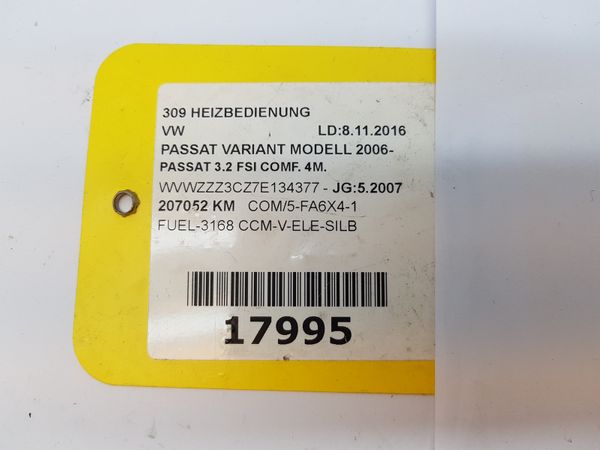 309 HEIZBEDIENUNG
VW LD:8.11.2016
PASSAT VARIANT MODELL 2006-
PASSAT 3.2 FSI COMF. 4M.
WVWZZZ3CZ7E134377 - JG:5.2007
207052 KM COM/5-FA6X4-1
FUEL-3168 CCM-V-ELE-SILB
17995